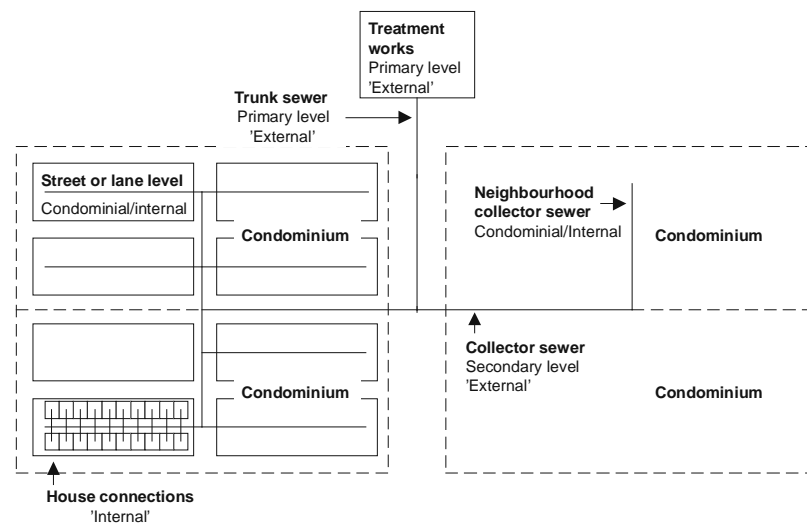 Treatment
works
Primary level
'External'
Trunk sewer
Primary level
'External'
Street or lane level
Condominial/internal
Condominium
Neighbourhood
collector sewer
Condominial/Internal
Condominium
Collector sewer
Secondary level
'External'
Condominium
Condominium
House connections
'Internal'